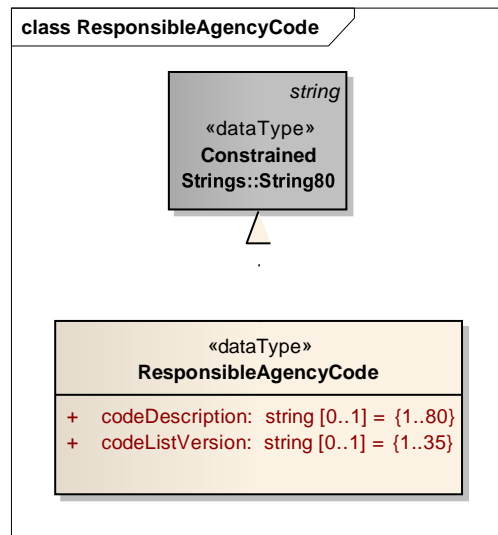 class ResponsibleAgencyCode
string
«dataType»
Constrained
Strings::String80
«dataType»
ResponsibleAgencyCode
+ codeDescription: string [0..1] = {1..80}
+ codeListVersion: string [0..1] = {1..35}